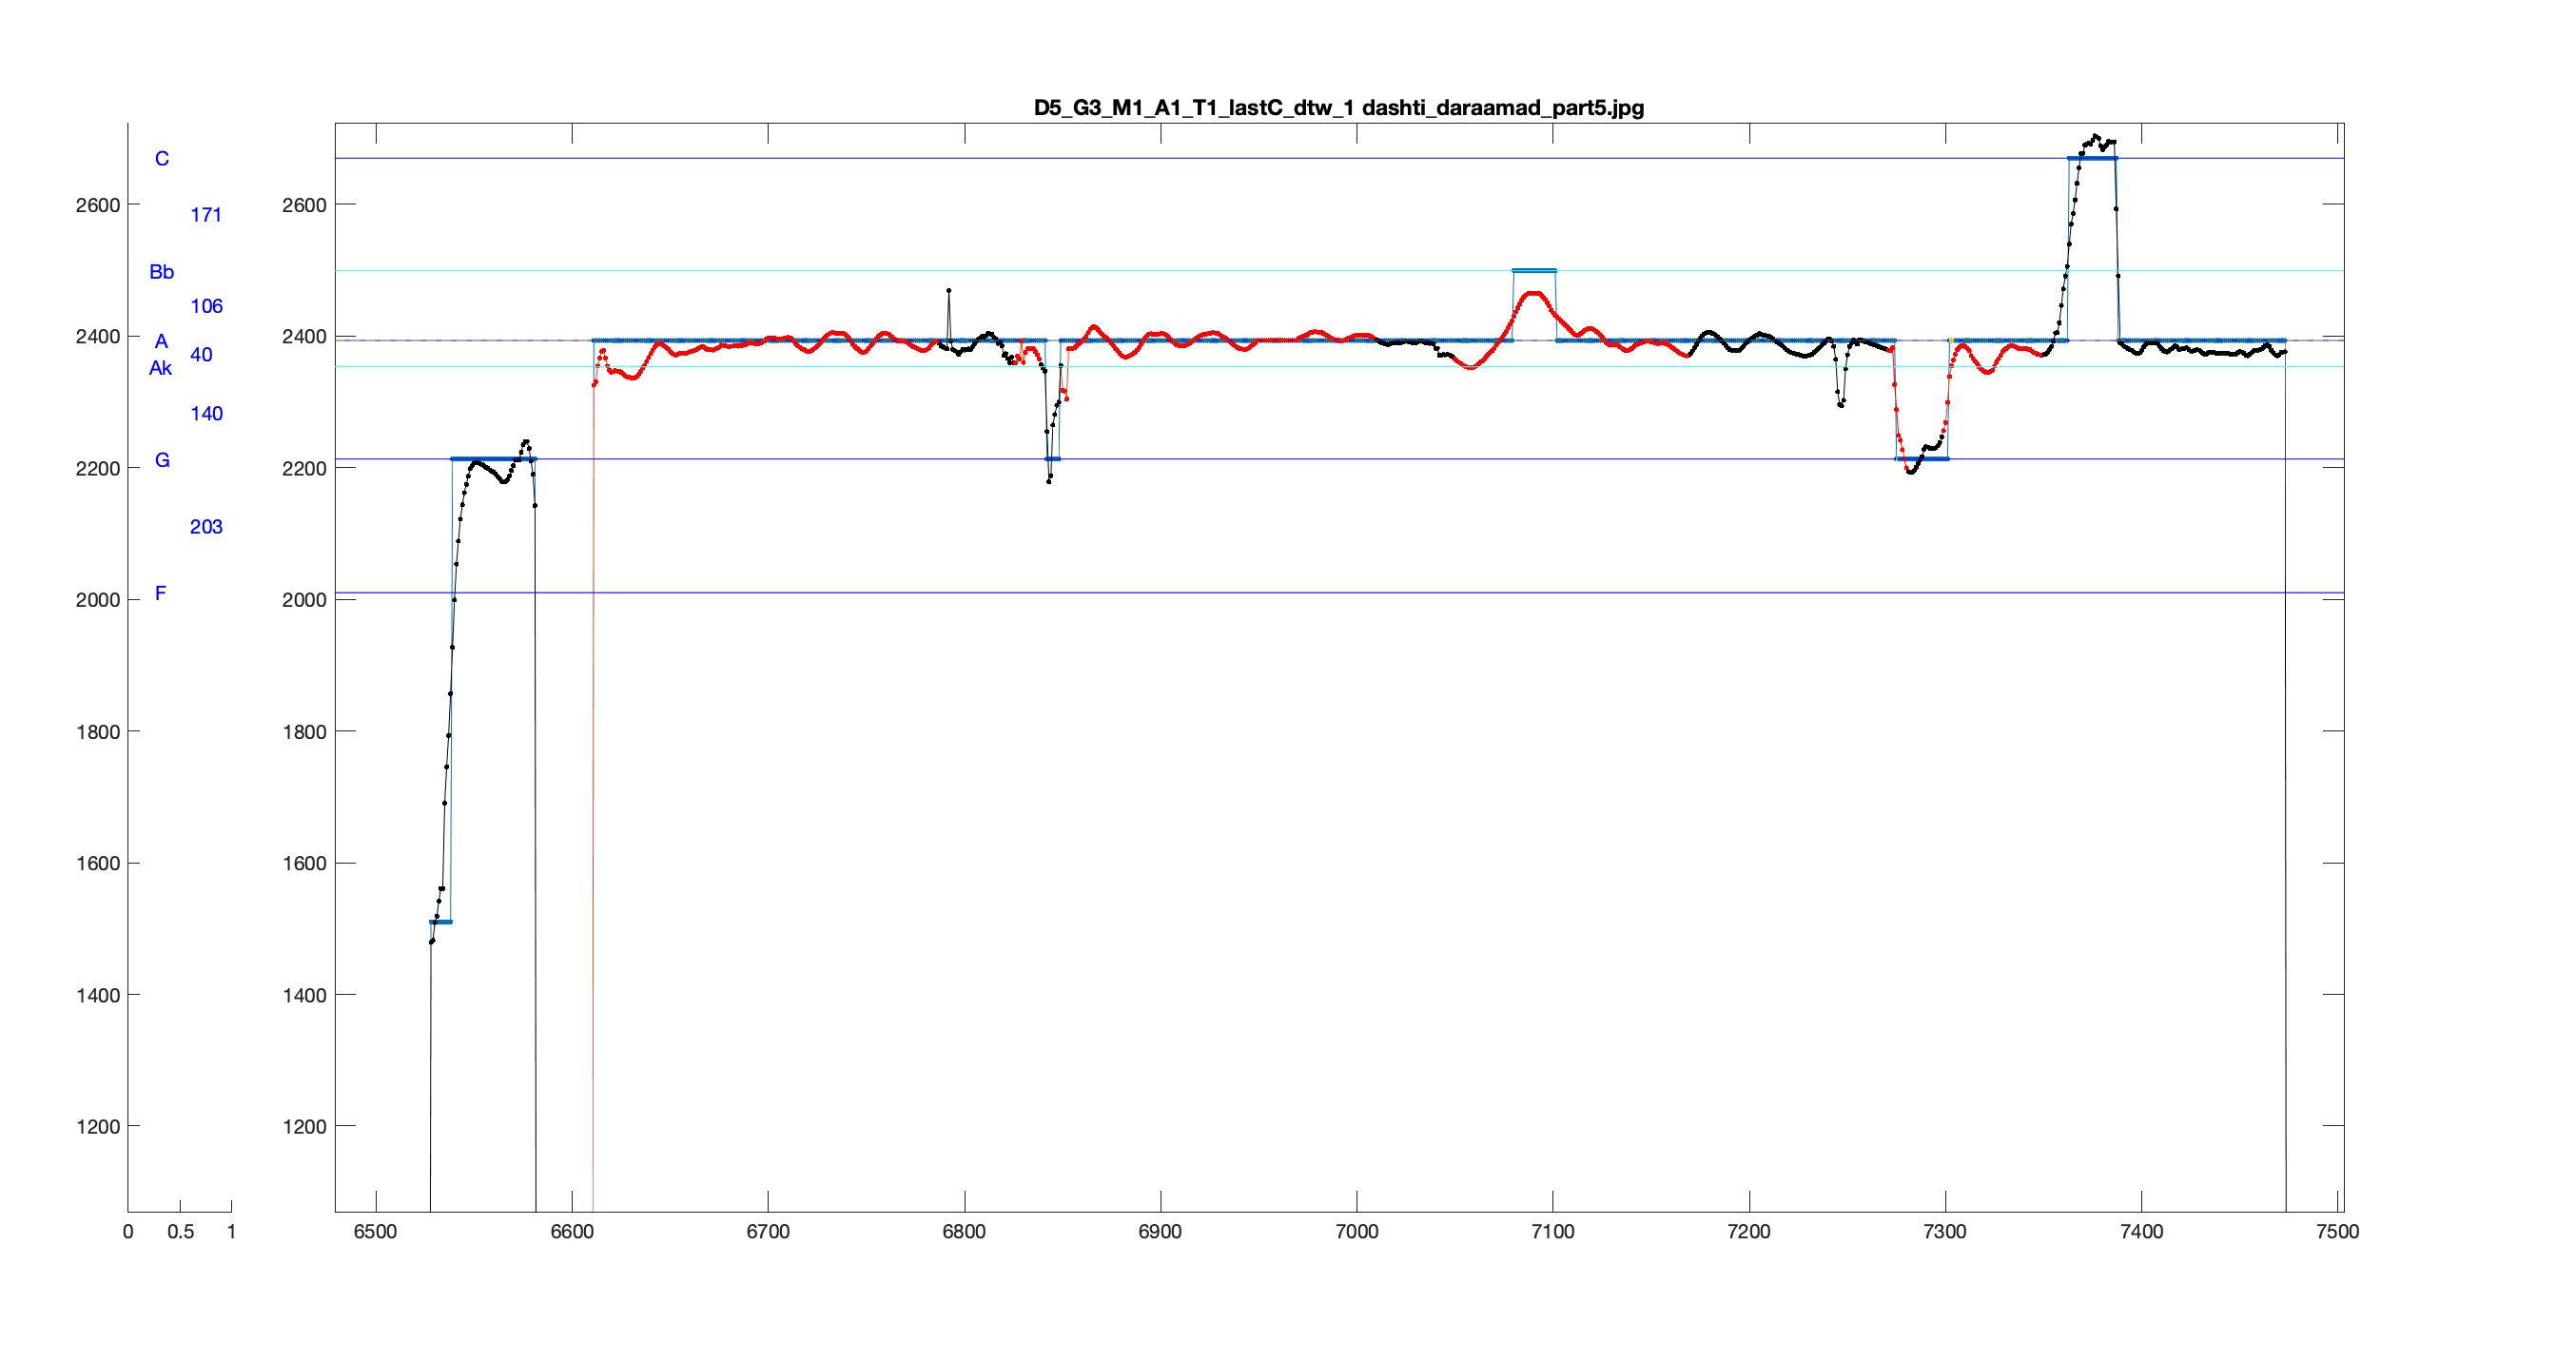 D5_G3_M1_A1_T1_lastC_dtw_1 dashti_daraamad_part5.jpg
C
2600 2600
171
Bb
106
2400 A 2400
40
Ak
140
2200 G 2200
203
2000 F 2000
1800 1800
1600 1600
1400 1400
1200 1200
0 0.5 1 6500 6600 6700 6800 6900 7000 7100 7200 7300 7400 7500